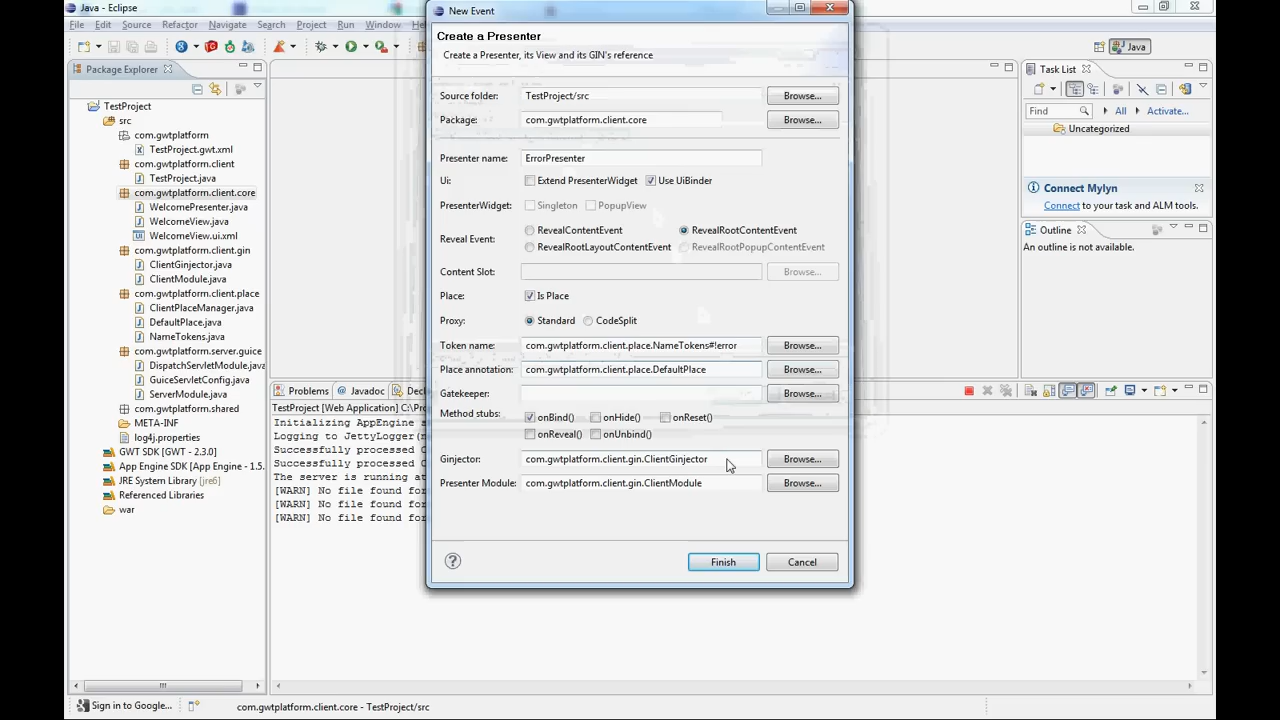 Java - Eclipse
File Edit Source Refactor Navigate Search Project Run Window
Java
Package Explorer
TestProject
src
com.gwtplatform
TestProject.gwt.xml
com.gwtplatform.client
TestProject.java
com.gwtplatform.client.core
WelcomePresenter.java
WelcomeView.java
WelcomeView.ui.xml
com.gwtplatform.client.gin
ClientGinjector.java
ClientModule.java
com.gwtplatform.client.place
ClientPlaceManager.java
DefaultPlace.java
NameTokens.java
com.gwtplatform.server.guice
DispatchServletModule.java
GuiceServletConfig.java
ServerModule.java
com.gwtplatform.shared
META-INF
log4j.properties
GWT SDK [GWT - 2.3.0]
App Engine SDK [App Engine - 1
JRE System Library [jre6]
Referenced Libraries
war
New Event
Create a Presenter
Create a Presenter, its View and its GIN's reference
Source folder: TestProject/src Browse...
Package: com.gwtplatform.client.core Browse...
Presenter name: ErrorPresenter
Ui: Extend PresenterWidget Use UiBinder
PresenterWidget: Singleton PopupView
Reveal Event: RevealContentEvent RevealRootContentEvent
RevealRootLayoutContentEvent RevealRootPopupContentEvent
Content Slot: Browse...
Place: Is Place
Proxy: Standard CodeSplit
Token name: com.gwtplatform.client.place.NameTokens#!error Browse...
Place annotation: com.gwtplatform.client.place.DefaultPlace Browse...
Gatekeeper: Browse...
Method stubs: onBind() onHide() onReset()
onReveal() onUnbind()
Ginjector: com.gwtplatform.client.gin.ClientGinjector Browse...
Presenter Module: com.gwtplatform.client.gin.ClientModule Browse...
? Finish Cancel
Task List
Find All Activate...
Uncategorized
Connect Mylyn
Connect to your task and ALM tools.
Outline
An outline is not available.
Problems Javadoc Decl
TestProject [Web Application] C:\Pro
Initializing AppEngine
Logging to JettyLogger(n
Successfully processed C
Successfully processed C
The server is running at
[WARN] No file found for
[WARN] No file found for
[WARN] No file found for
Sign in to Google... com.gwtplatform.client.core - TestProject/src